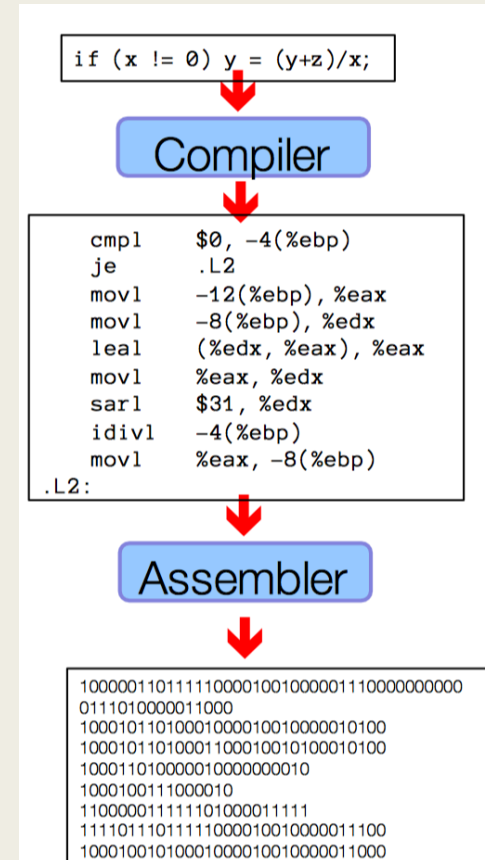 if (x != 0) y = (y+z)/x;
Compiler
cmpl $0, -4(%ebp)
je .L2
movl -12(%ebp), %eax
movl -8(%ebp), %edx
leal (%edx, %eax), %eax
movl %eax, %edx
sarl $31, %edx
idivl -4(%ebp)
movl %eax, -8(%ebp)
.L2:
Assembler
1000001101111100001001000001110000000000
0111010000011000
10001011010001000010010000010100
10001011010001100010010100010100
100011010000010000000010
1000100111000010
110000011111101000011111
11110111011111000010010000011100
10001001010001000010010000011000